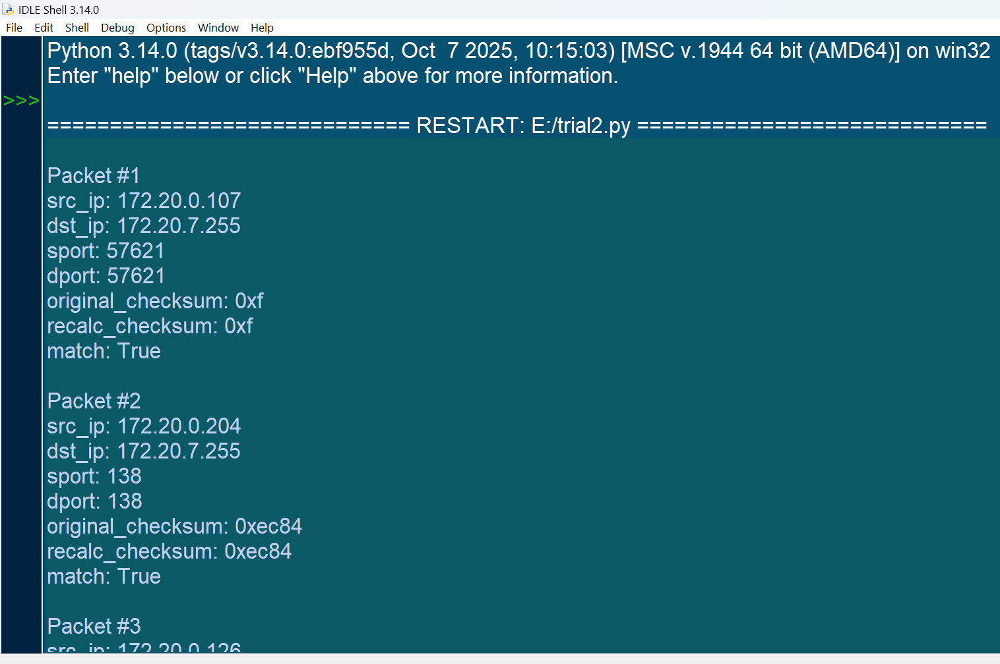 IDLE Shell 3.14.0
File Edit Shell Debug Options Window Help
Python 3.14.0 (tags/v3.14.0:ebf955d, Oct  7 2025, 10:15:03) [MSC v.1944 64 bit (AMD64)] on win32
Enter "help" below or click "Help" above for more information.
>>>
============================= RESTART: E:/trial2.py ============================
Packet #1
src_ip: 172.20.0.107
dst_ip: 172.20.7.255
sport: 57621
dport: 57621
original_checksum: 0xf
recalc_checksum: 0xf
match: True
Packet #2
src_ip: 172.20.0.204
dst_ip: 172.20.7.255
sport: 138
dport: 138
original_checksum: 0xec84
recalc_checksum: 0xec84
match: True
Packet #3
src_ip: 172.20.0.126